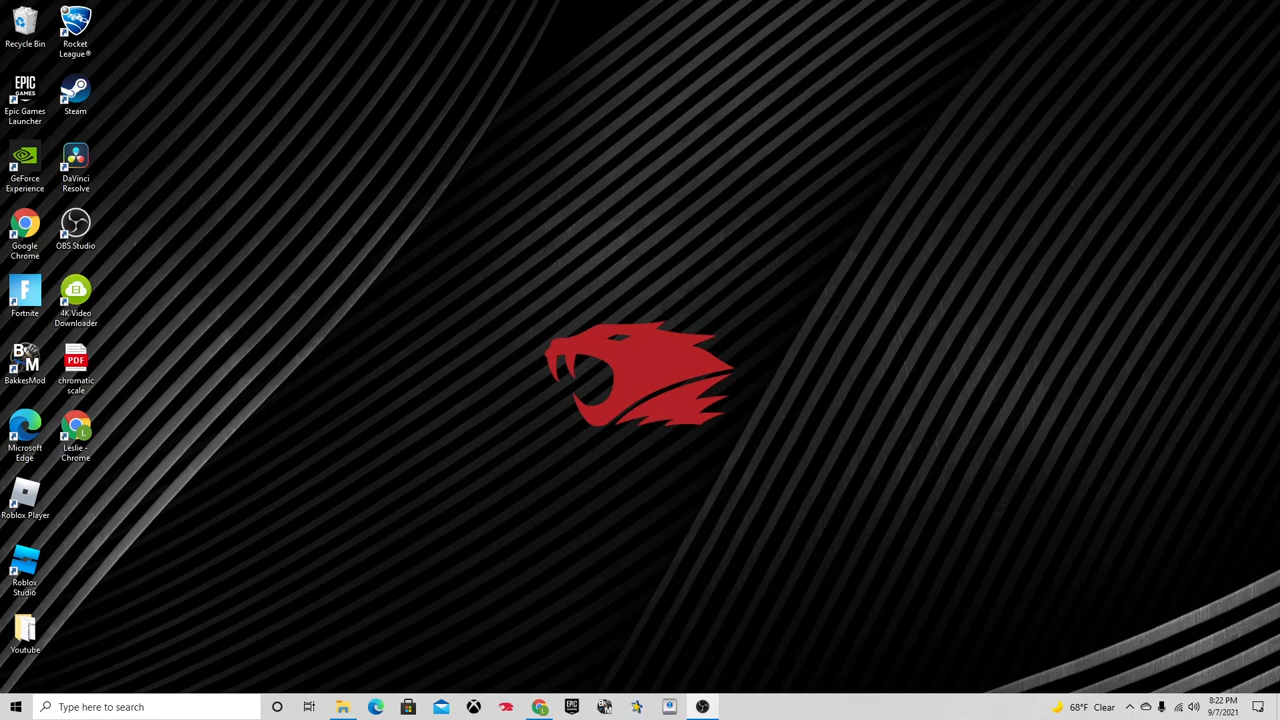 Recycle Bin
Rocket
League®
EPIC
GAMES
Epic Games
Launcher
Steam
GeForce
Experience
DaVinci
Resolve
Google
Chrome
OBS Studio
F
Fortnite
4K Video
Downloader
B
M
BakkesMod
PDF
chromatic
scale
Microsoft
Edge
L
Leslie -
Chrome
Roblox Player
Roblox
Studio
Youtube
Type here to search
EPIC
68°F Clear
8:22 PM
9/7/2021